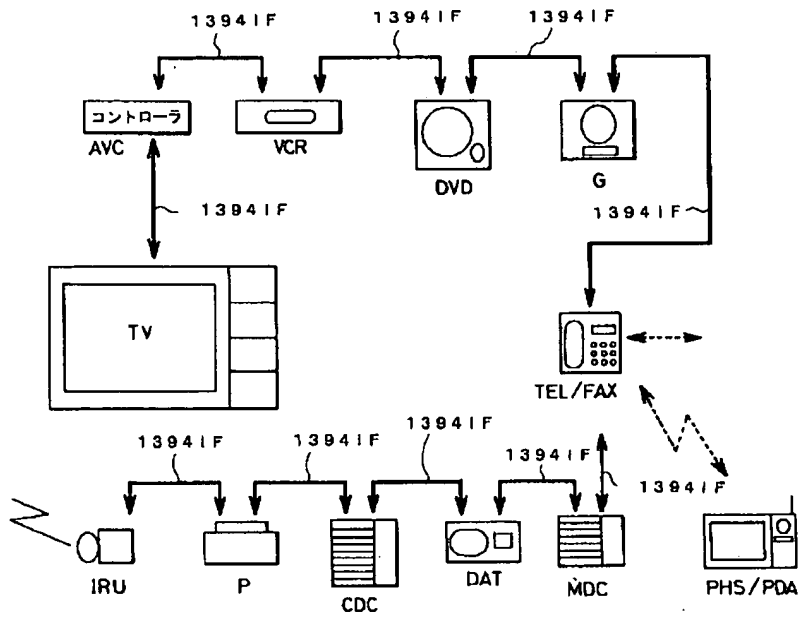 1394IF
1394IF
1394IF
コントローラ
AVC
VCR
DVD
G
1394IF
1394IF
TV
TEL/FAX
1394IF
1394IF
1394IF
1394IF
1394IF
IRU
P
CDC
DAT
MDC
PHS/PDA